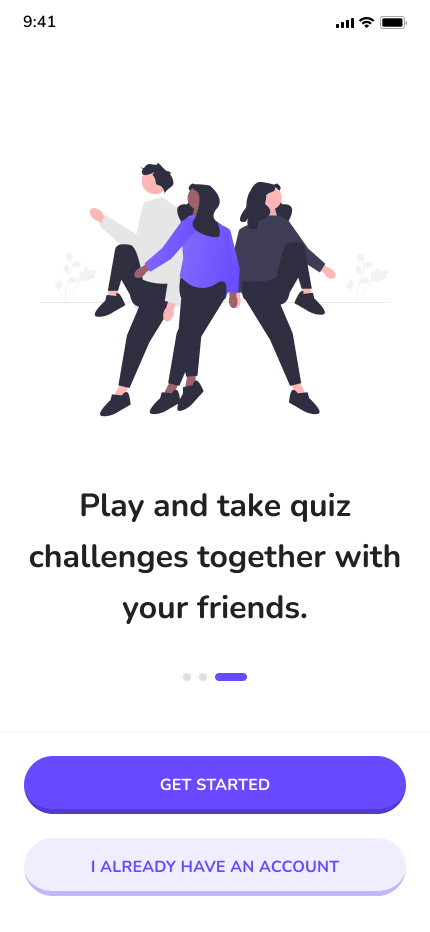 9:41
Play and take quiz
challenges together with
your friends.
GET STARTED
I ALREADY HAVE AN ACCOUNT